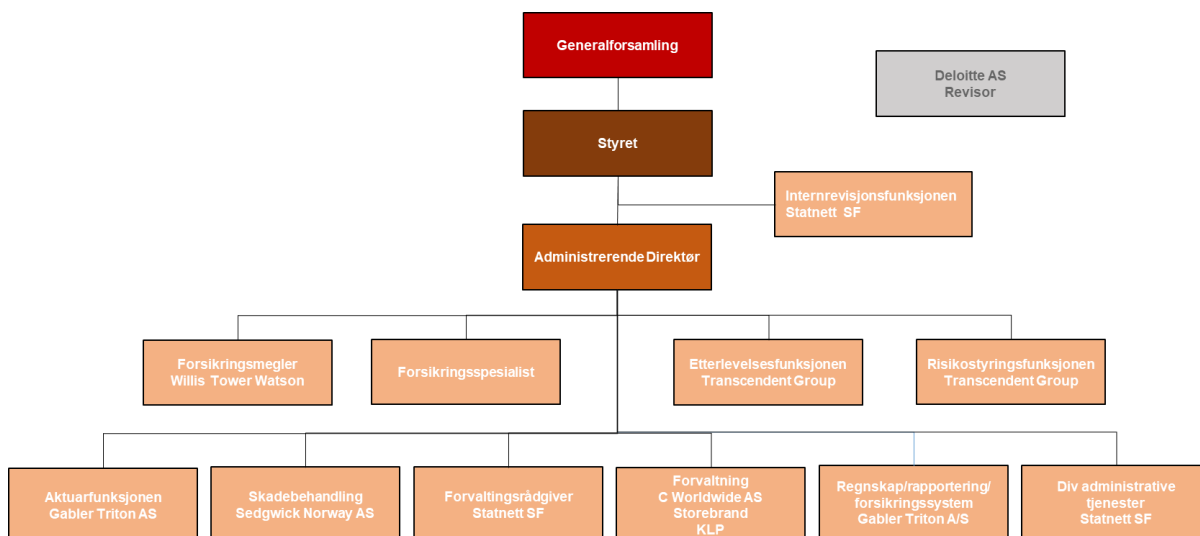 Generalforsamling
Deloitte AS
Revisor
Styret
Internrevisjonsfunksjonen
Statnett SF
Administrerende Direktør
Forsikringsmegler
Willis Tower Watson
Forsikringsspesialist
Etterlevelsesfunksjonen
Transcendent Group
Risikostyringsfunksjonen
Transcendent Group
Aktuarfunksjonen
Gabler Triton AS
Skadebehandling
Sedgwick Norway AS
Forvaltingsrådgiver
Statnett SF
Forvaltning
C Worldwide AS
Storebrand
KLP
Regnskap/rapportering/
forsikringssystem
Gabler Triton A/S
Div administrative
tjenester
Statnett SF